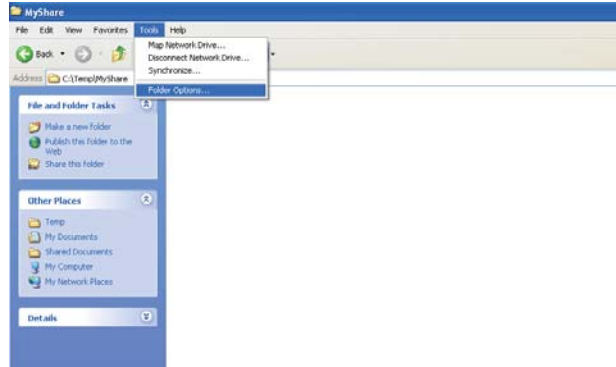 MyShare
File Edit View Favorites Tools Help
Back
Map Network Drive...
Disconnect Network Drive...
Synchronize...
Folder Options...
Address C:\Temp\MyShare
File and Folder Tasks
Make a new folder
Publish this folder to the
Web
Share this folder
Other Places
Temp
My Documents
Shared Documents
My Computer
My Network Places
Details